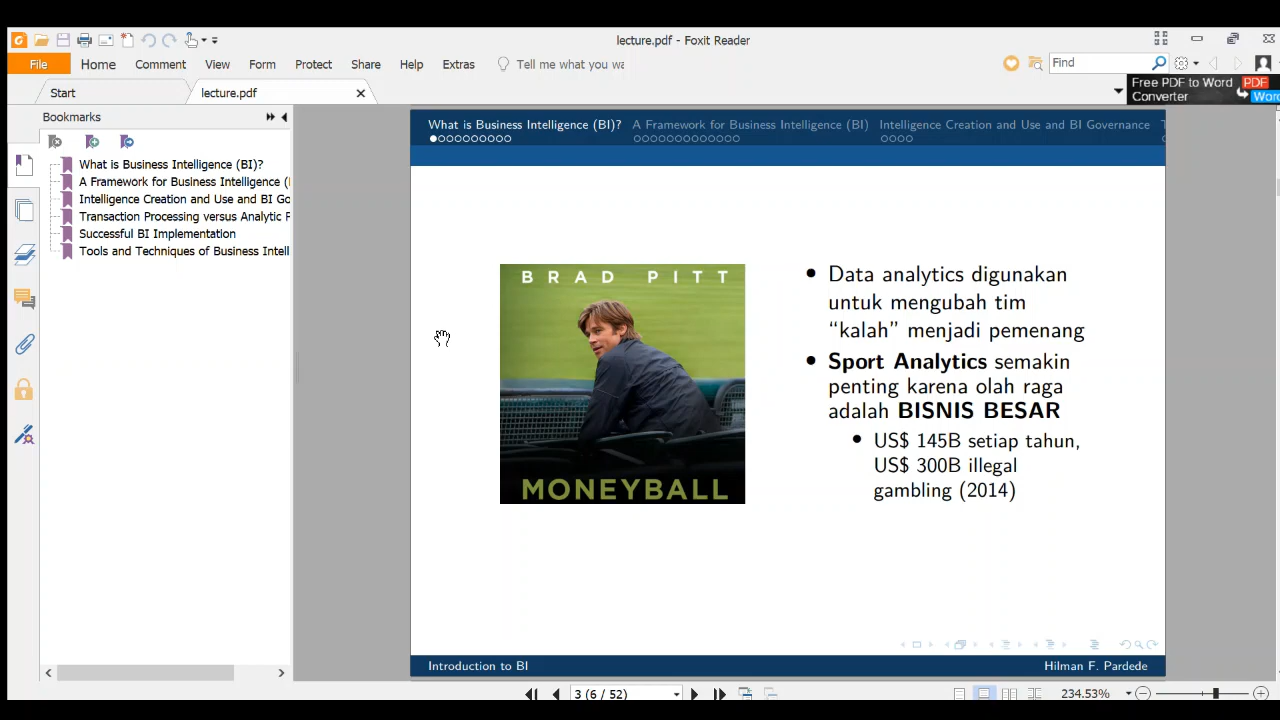 lecture.pdf - Foxit Reader
File Home Comment View Form Protect Share Help Extras Tell me what you wa Find
Free PDF to Word Converter PDF Word
Start lecture.pdf
Bookmarks
What is Business Intelligence (BI)?
A Framework for Business Intelligence (
Intelligence Creation and Use and BI Go
Transaction Processing versus Analytic P
Successful BI Implementation
Tools and Techniques of Business Intell
What is Business Intelligence (BI)? A Framework for Business Intelligence (BI) Intelligence Creation and Use and BI Governance T
BRAD PITT
MONEYBALL
• Data analytics digunakan
untuk mengubah tim
“kalah” menjadi pemenang
• Sport Analytics semakin
penting karena olah raga
adalah BISNIS BESAR
• US$ 145B setiap tahun,
US$ 300B illegal
gambling (2014)
Introduction to BI Hilman F. Pardede
3 (6 / 52) 234.53%